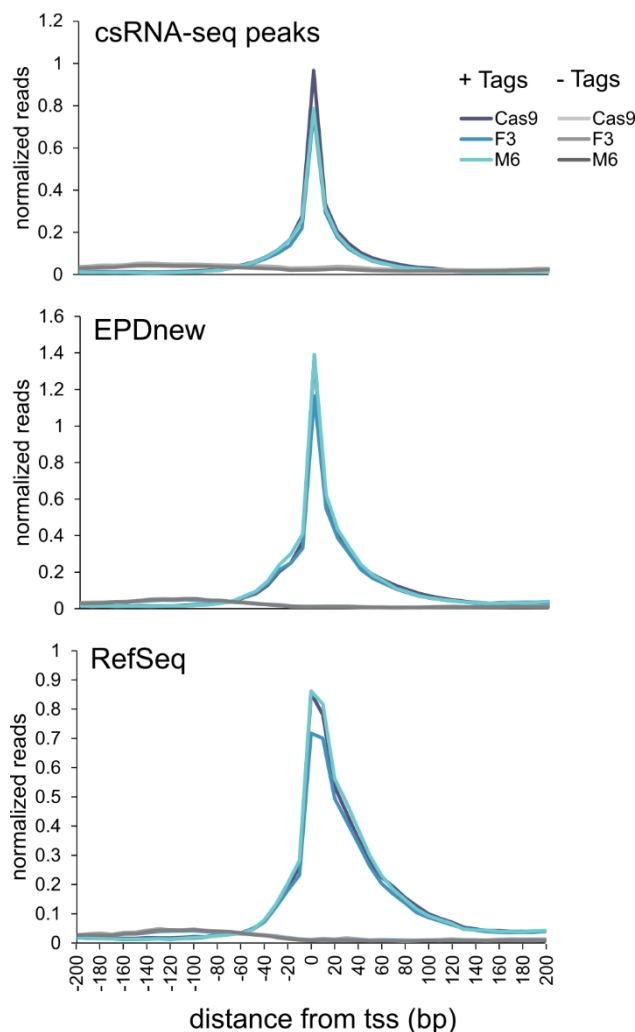 csRNA-seq peaks
+ Tags - Tags
Cas9 Cas9
F3 F3
M6 M6
normalized reads
1.2
1
0.8
0.6
0.4
0.2
0
EPDnew
normalized reads
1.6
1.4
1.2
1
0.8
0.6
0.4
0.2
0
RefSeq
normalized reads
1
0.9
0.8
0.7
0.6
0.5
0.4
0.3
0.2
0.1
0
-200 -180 -160 -140 -120 -100 -80 -60 -40 -20 0 20 40 60 80 100 120 140 160 180 200
distance from tss (bp)